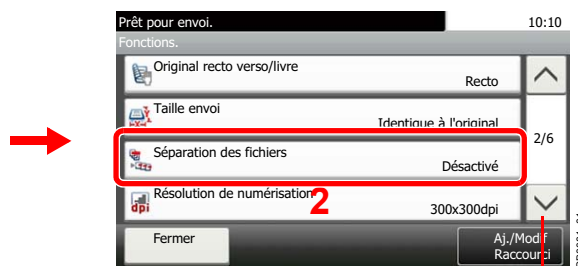 Prêt pour envoi. 10:10
Fonctions.
Original recto verso/livre
Recto
Taille envoi
Identique à l'original
2/6
Séparation des fichiers
Désactivé
Résolution de numérisation
2
dpi
300x300dpi
Fermer
Aj./Modif
Raccourci